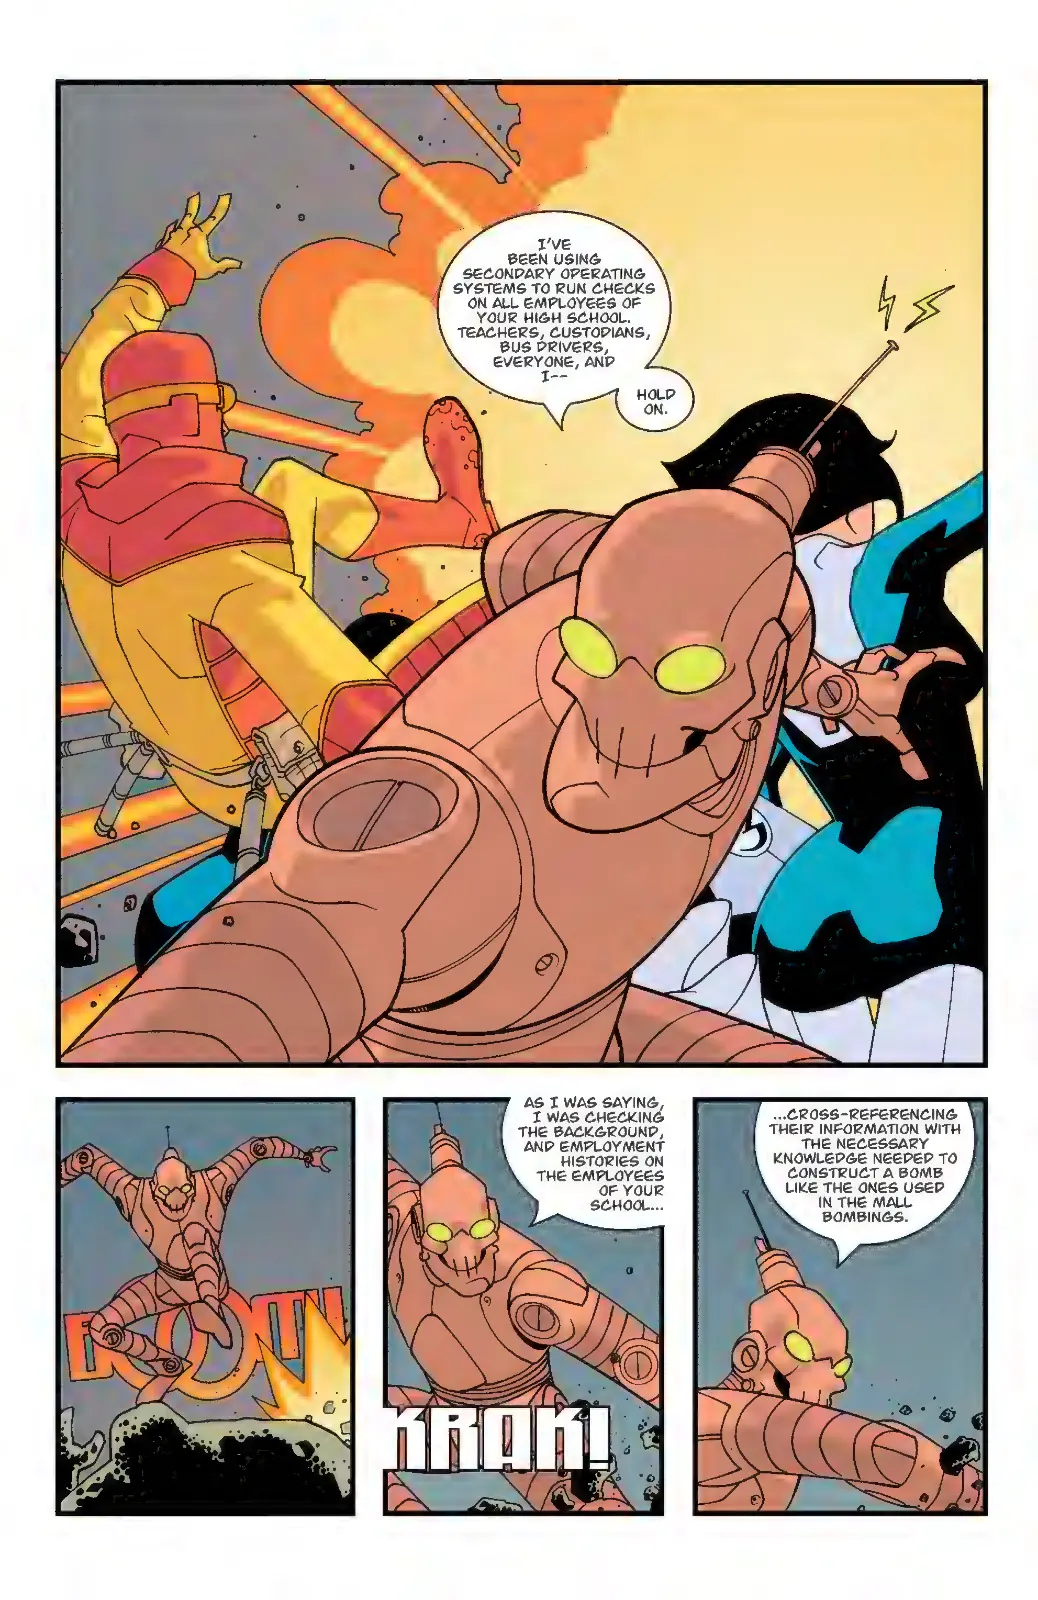 I'VE
BEEN USING
SECONDARY OPERATING
SYSTEMS TO RUN CHECKS
ON ALL EMPLOYEES OF
YOUR HIGH SCHOOL.
TEACHERS, CUSTODIANS,
BUS DRIVERS,
EVERYONE, AND
I--
HOLD
ON.
BOOM
AS I WAS SAYING,
I WAS CHECKING
THE BACKGROUND,
AND EMPLOYMENT
HISTORIES ON
THE EMPLOYEES
OF YOUR
SCHOOL...
KRAK!
...CROSS-REFERENCING
THEIR INFORMATION WITH
THE NECESSARY
KNOWLEDGE NEEDED TO
CONSTRUCT A BOMB
LIKE THE ONES USED
IN THE MALL
BOMBINGS.